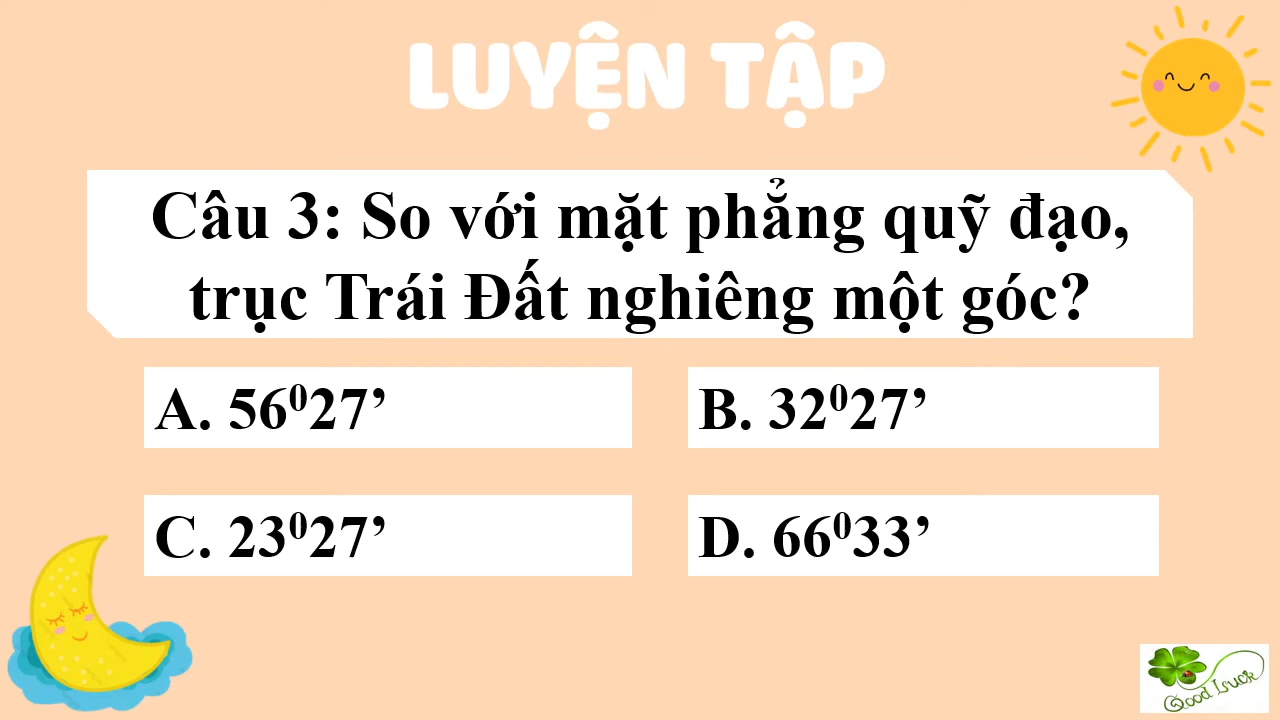 LUYỆN TẬP
Câu 3: So với mặt phẳng quỹ đạo,
trục Trái Đất nghiêng một góc?
A. 56⁰27’
B. 32⁰27’
C. 23⁰27’
D. 66⁰33’
Good Luck